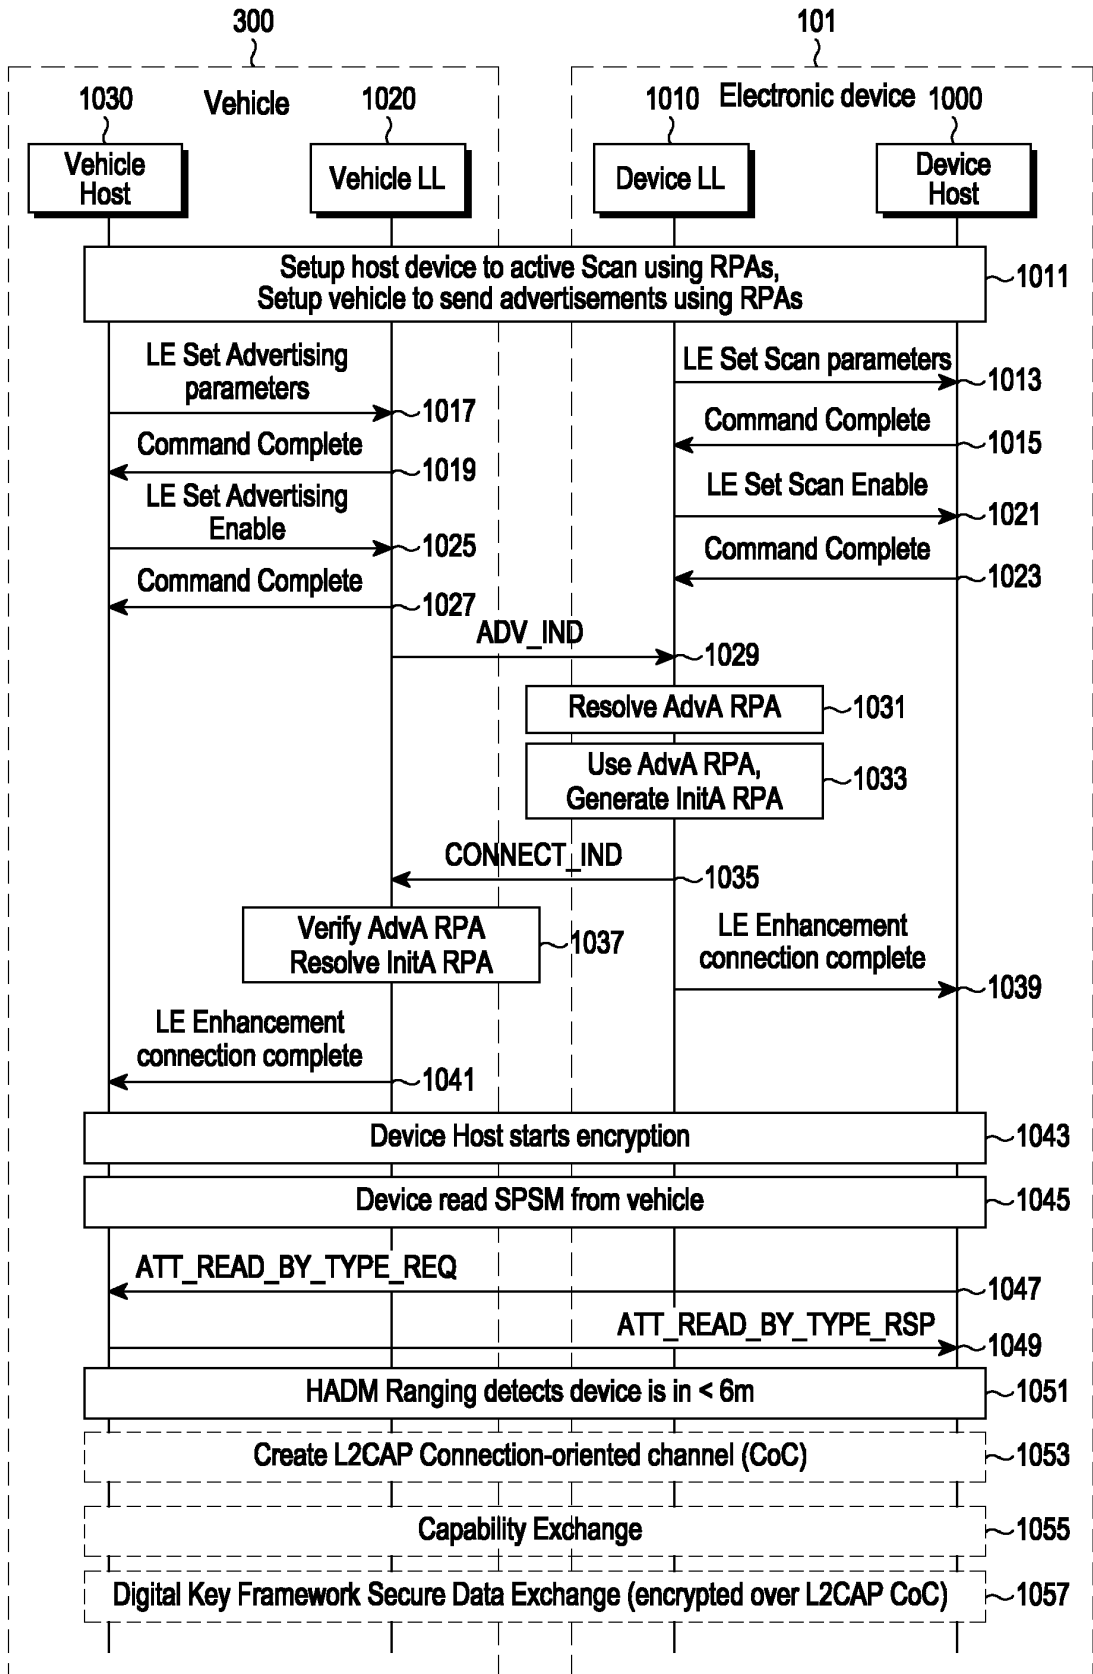 300
101
1030
Vehicle
1020
1010
Electronic device
1000
Vehicle
Host
Vehicle LL
Device LL
Device
Host
Setup host device to active Scan using RPAs,
Setup vehicle to send advertisements using RPAs
1011
LE Set Advertising
parameters
1017
LE Set Scan parameters
1013
Command Complete
1019
Command Complete
1015
LE Set Advertising
Enable
1025
LE Set Scan Enable
1021
Command Complete
1027
Command Complete
1023
ADV_IND
1029
Resolve AdvA RPA
1031
Use AdvA RPA,
Generate InitA RPA
1033
CONNECT_IND
1035
Verify AdvA RPA
Resolve InitA RPA
1037
LE Enhancement
connection complete
1039
LE Enhancement
connection complete
1041
Device Host starts encryption
1043
Device read SPSM from vehicle
1045
ATT_READ_BY_TYPE_REQ
1047
ATT_READ_BY_TYPE_RSP
1049
HADM Ranging detects device is in < 6m
1051
Create L2CAP Connection-oriented channel (CoC)
1053
Capability Exchange
1055
Digital Key Framework Secure Data Exchange (encrypted over L2CAP CoC)
1057